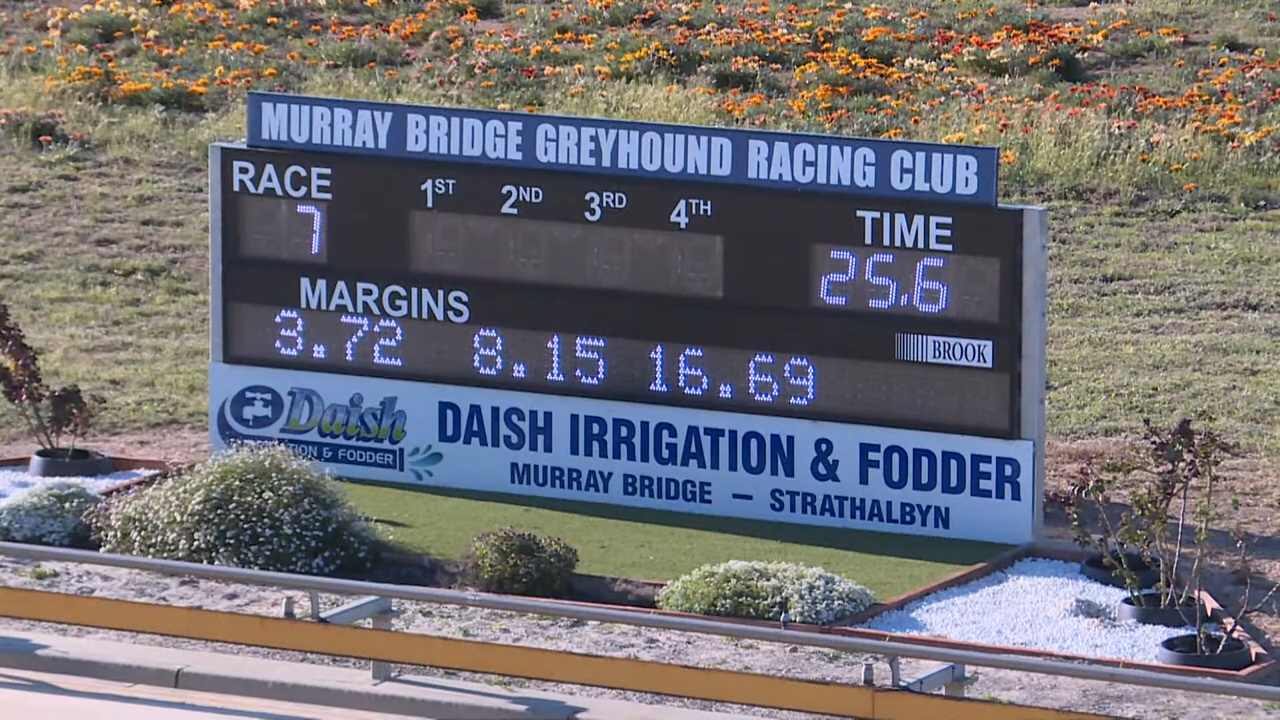 MURRAY BRIDGE GREYHOUND RACING CLUB
RACE 1ST 2ND 3RD 4TH TIME
7 25.6
MARGINS
3.72 8.15 16.69
BROOK
Daish
ION & FODDER
DAISH IRRIGATION & FODDER
MURRAY BRIDGE — STRATHALBYN